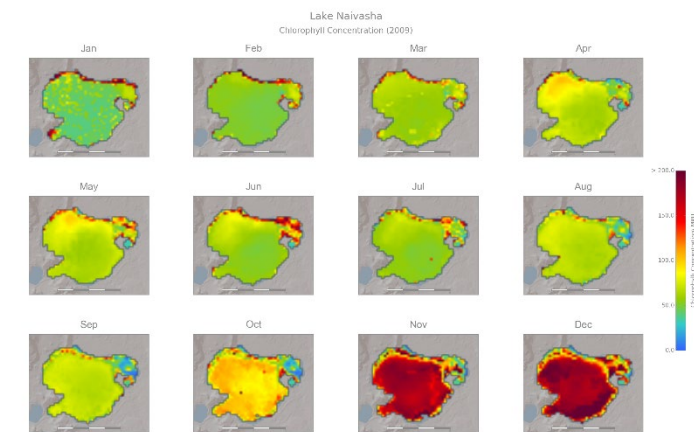 Lake Naivasha
Chlorophyll Concentration (2009)
Jan
Feb
Mar
Apr
May
Jun
Jul
Aug
> 200.0
150.0
100.0
50.0
0.0
Sep
Oct
Nov
Dec